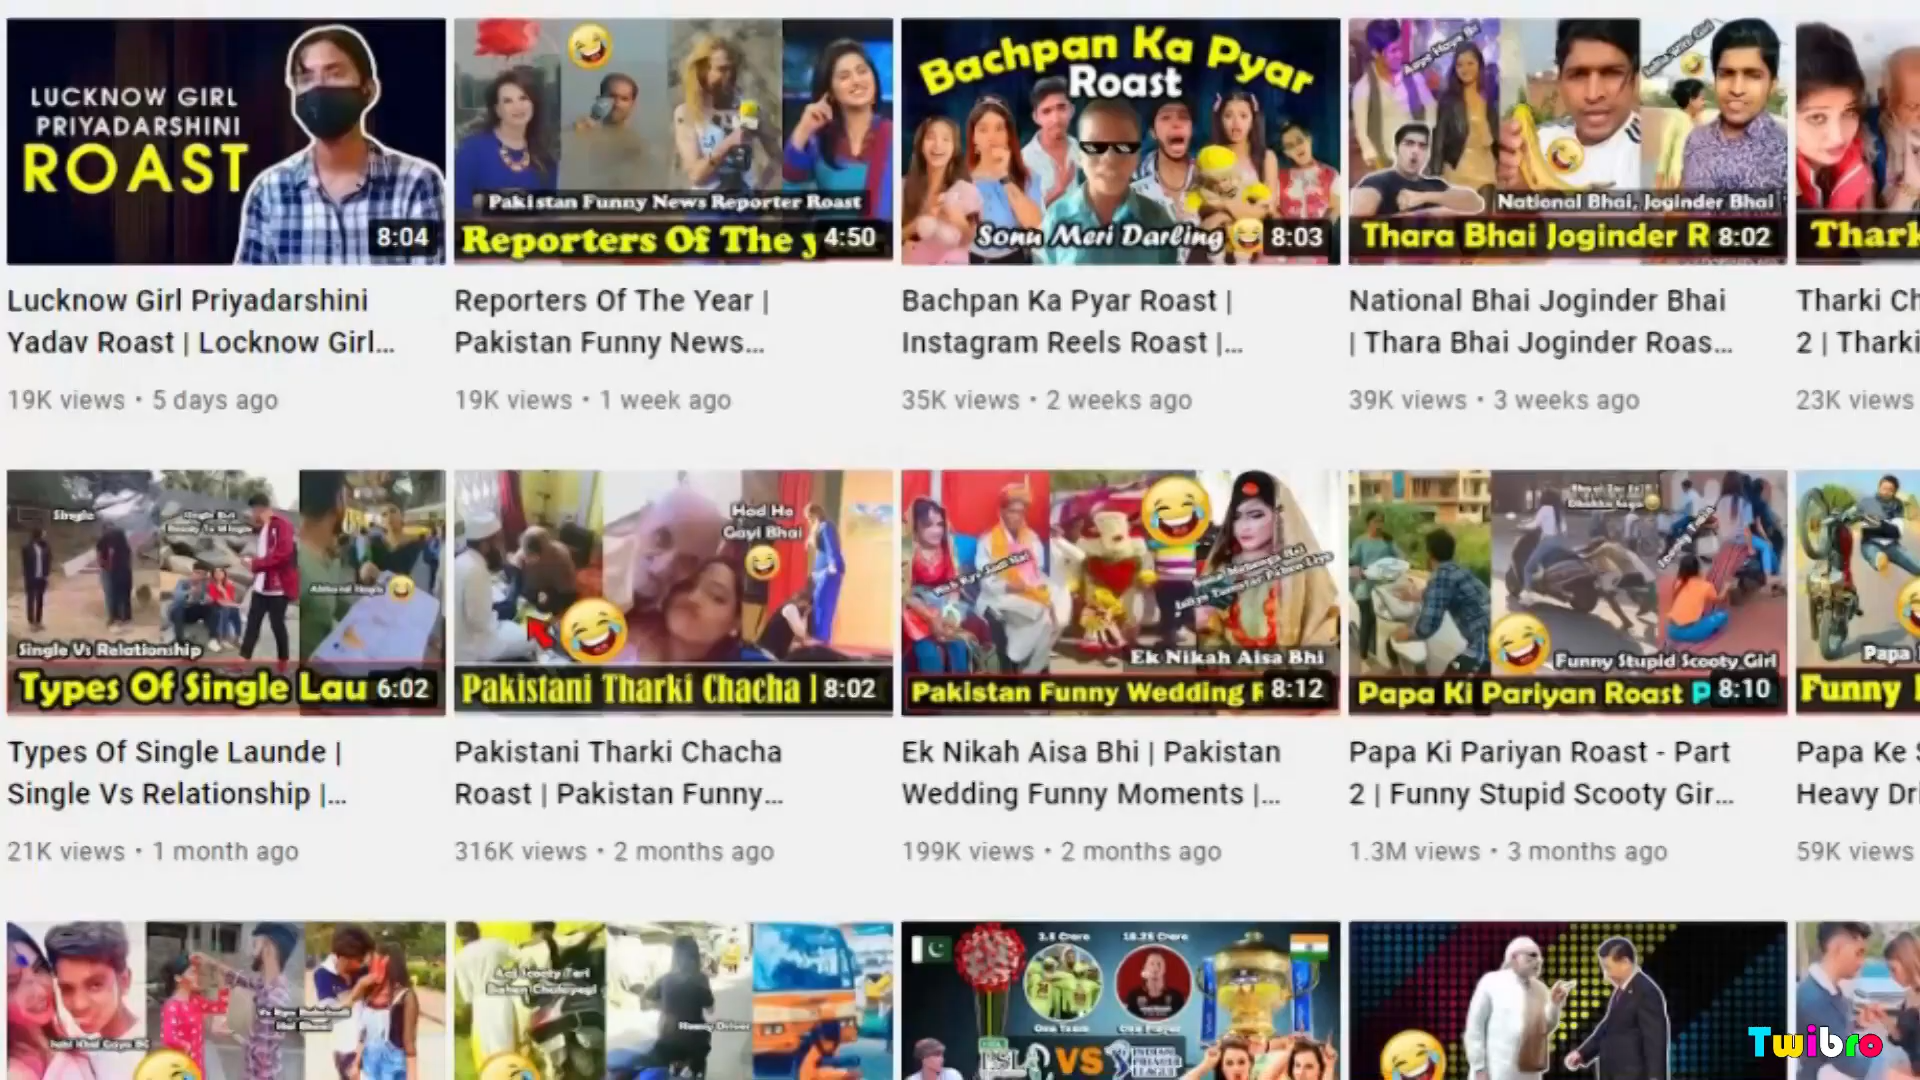 LUCKNOW GIRL
PRIYADARSHINI
ROAST
8:04
Pakistan Funny News Reporter Roast
Reporters Of The y
4:50
Bachpan Ka Pyar
Roast
Sonu Meri Darling
8:03
National Bhai, Joginder Bhai
Thara Bhai Joginder R
8:02
Thark
Lucknow Girl Priyadarshini
Yadav Roast | Locknow Girl...
19K views • 5 days ago
Reporters Of The Year |
Pakistan Funny News...
19K views • 1 week ago
Bachpan Ka Pyar Roast |
Instagram Reels Roast |...
35K views • 2 weeks ago
National Bhai Joginder Bhai
| Thara Bhai Joginder Roas...
39K views • 3 weeks ago
Tharki Ch
2 | Tharki
23K views
Single
Single Vs Relationship
Types Of Single Lau
6:02
Had Ho
Gayi Bhai
Pakistani Tharki Chacha
8:02
Ek Nikah Aisa Bhi
Pakistan Funny Wedding R
8:12
Funny Stupid Scooty Girl
Papa Ki Pariyan Roast P
8:10
Papa
Funny
Types Of Single Launde |
Single Vs Relationship |...
21K views • 1 month ago
Pakistani Tharki Chacha
Roast | Pakistan Funny...
316K views • 2 months ago
Ek Nikah Aisa Bhi | Pakistan
Wedding Funny Moments |...
199K views • 2 months ago
Papa Ki Pariyan Roast - Part
2 | Funny Stupid Scooty Gir...
1.3M views • 3 months ago
Papa Ke S
Heavy Dri
59K views
Heavy Driver
One Team
One Player
PSL
VS
Twibro